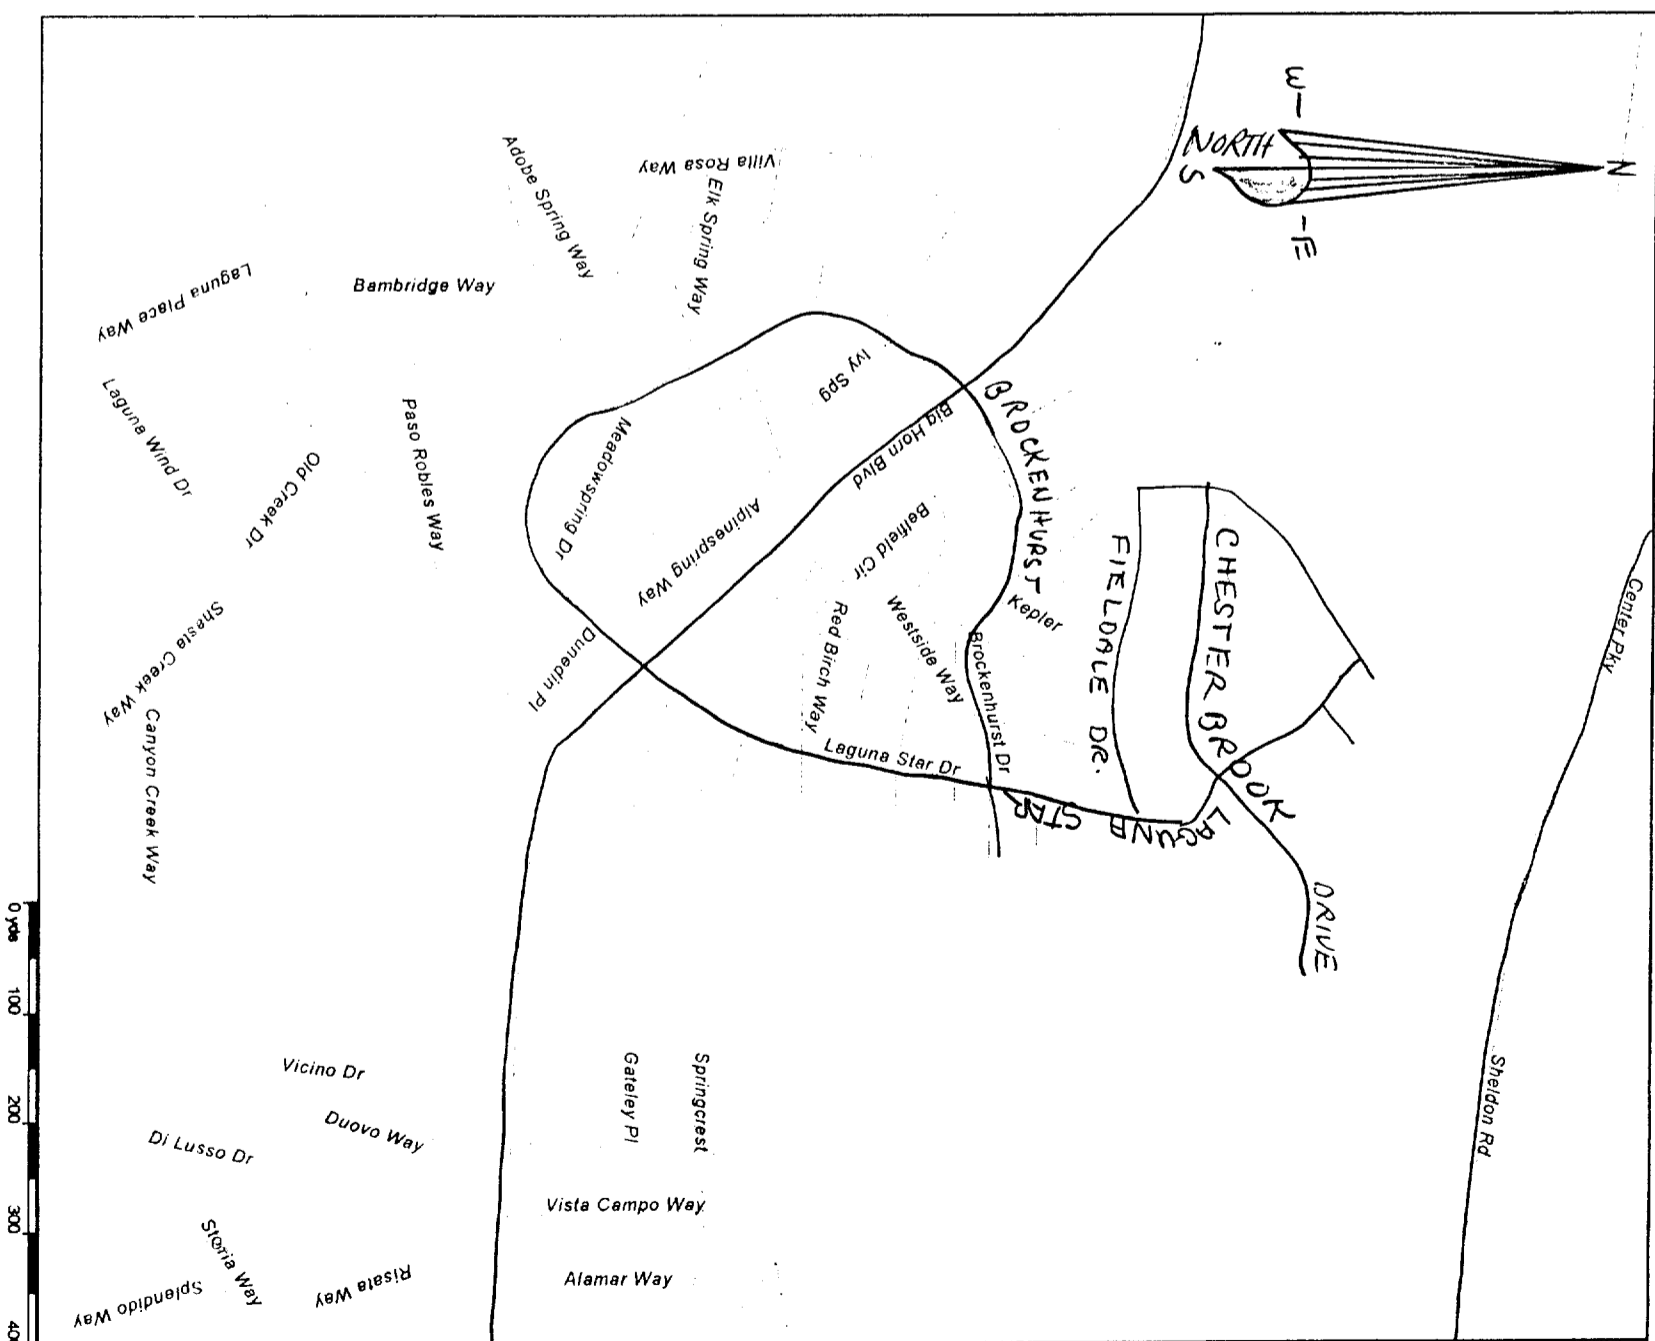 W
NORTH
N
S
E
Villa Rosa Way
Adobe Spring Way
Elk Spring Way
Laguna Place Way
Bambridge Way
Ivy Spg
BROCKENHURST
Big Horn Blvd
Laguna Wind Dr
Paso Robles Way
Old Creek Dr
Meadowspring Dr
Alpinespring Way
Belfield Cir
Kepler
FIELDALE DR.
CHESTERBROOK
DRIVE
Center Pky
Shasta Creek Way
Dunedin Pl
Red Birch Way
Westside Way
Brockenhurst Dr
Laguna Star Dr
LAGUNA STAR
Canyon Creek Way
0 yds
100
200
300
40
Vicino Dr
Duovo Way
Di Lusso Dr
Gateley Pl
Springcrest
Sheldon Rd
Vista Campo Way
Storia Way
Risata Way
Splendido Way
Alamar Way